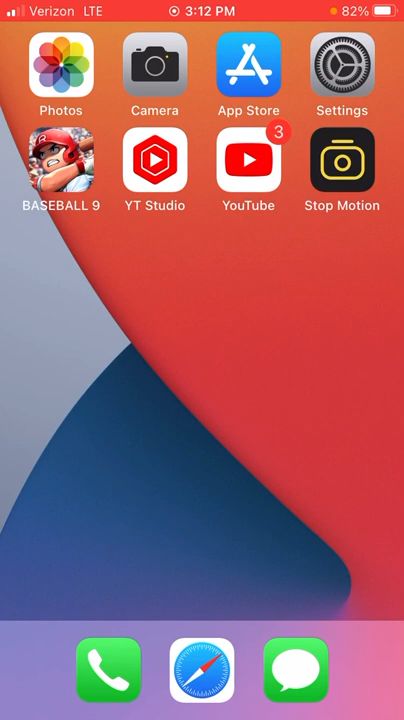 Verizon LTE 3:12 PM 82%
Photos Camera App Store Settings
3
BASEBALL 9 YT Studio YouTube Stop Motion